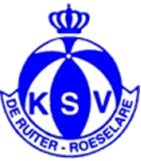 KSV
DE RUITER - ROESELARE